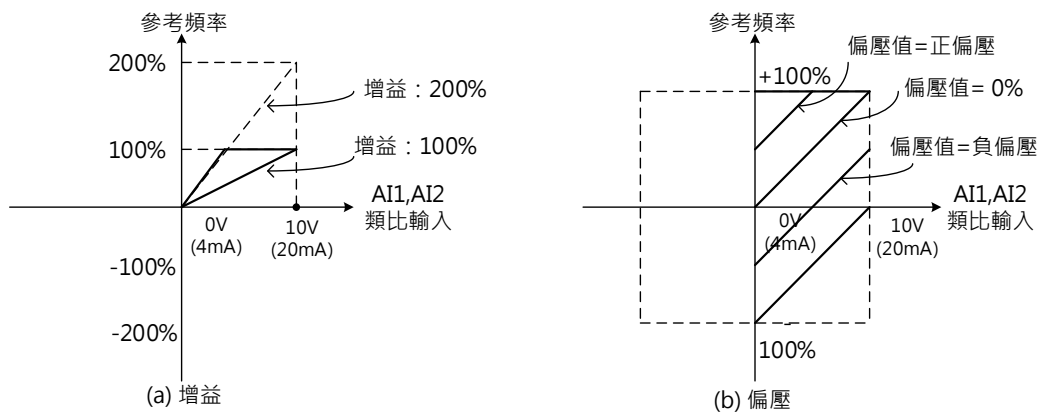 參考頻率
200%
增益：200%
100%
增益：100%
AI1,AI2
類比輸入
0V
(4mA)
10V
(20mA)
-100%
-200%
(a) 增益
參考頻率
偏壓值=正偏壓
+100%
偏壓值= 0%
偏壓值=負偏壓
AI1,AI2
類比輸入
0V
(4mA)
10V
(20mA)
-
100%
(b) 偏壓